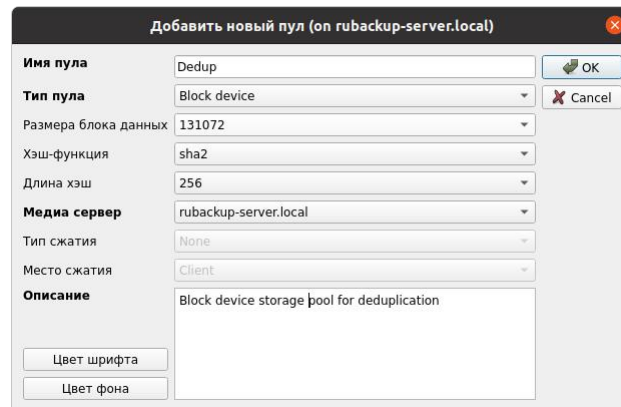 Добавить новый пул (on rubackup-server.local)
Имя пула Dedup OK
Тип пула Block device Cancel
Размера блока данных 131072
Хэш-функция sha2
Длина хэш 256
Медиа сервер rubackup-server.local
Тип сжатия None
Место сжатия Client
Описание Block device storage pool for deduplication
Цвет шрифта
Цвет фона